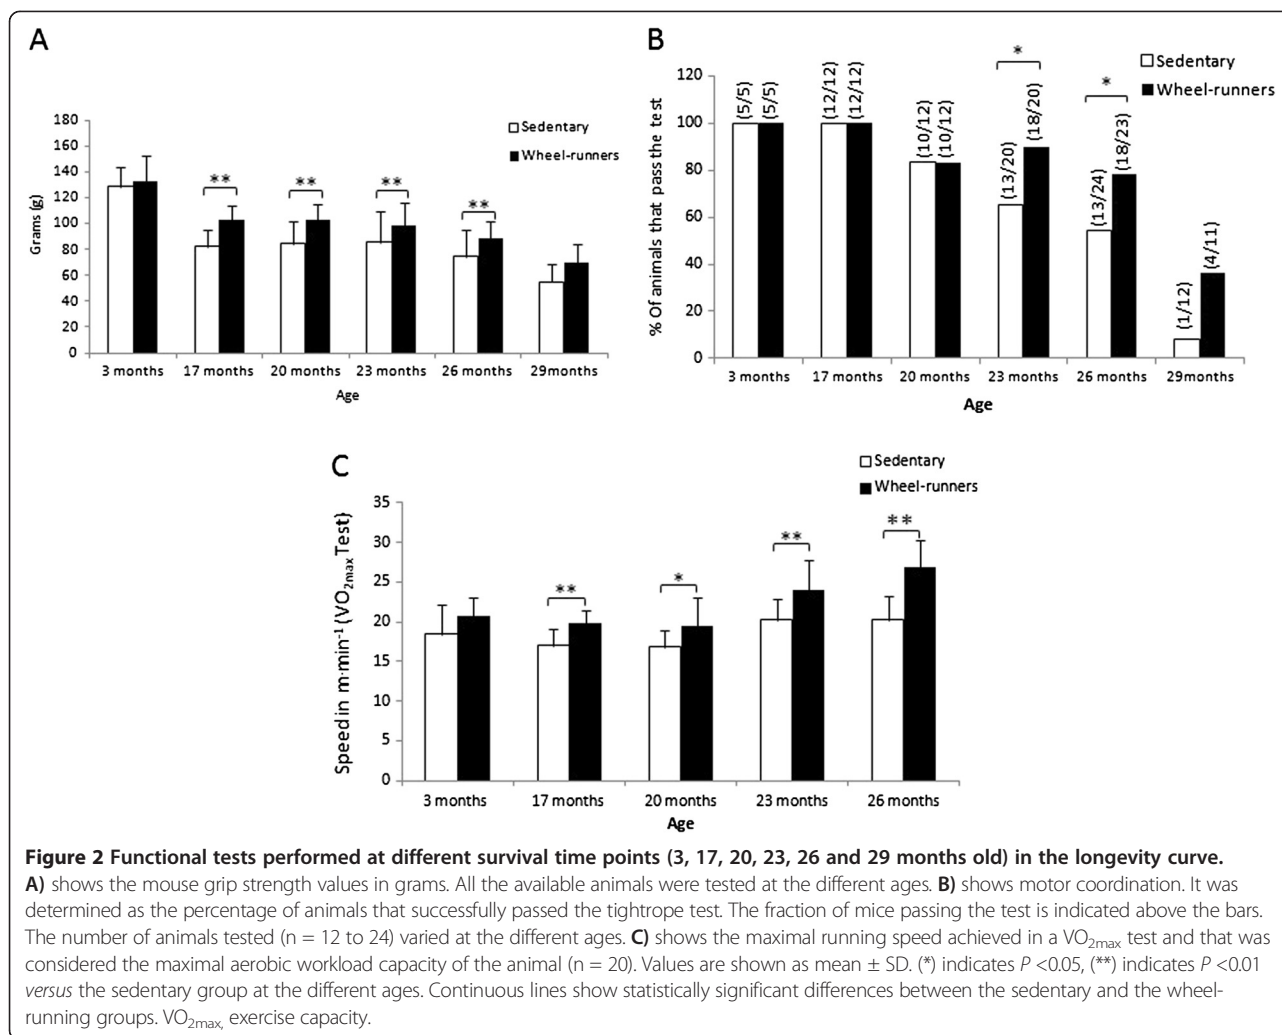 A
Grams (g)
180
160
140
120
100
80
60
40
20
0
Sedentary
Wheel-runners
** ** ** **
3 months 17 months 20 months 23 months 26 months 29months
Age
B
% Of animals that pass the test
120
100
80
60
40
20
0
Sedentary
Wheel-runners
* *
(5/5) (5/5) (12/12) (12/12) (10/12) (10/12) (13/20) (18/20) (13/24) (18/23) (1/12) (4/11)
3 months 17 months 20 months 23 months 26 months 29months
Age
C
Speed in m·min⁻¹ (VO₂max Test)
35
30
25
20
15
10
5
0
Sedentary
Wheel-runners
** * ** **
3 months 17 months 20 months 23 months 26 months
Age
Figure 2 Functional tests performed at different survival time points (3, 17, 20, 23, 26 and 29 months old) in the longevity curve.
A) shows the mouse grip strength values in grams. All the available animals were tested at the different ages. B) shows motor coordination. It was
determined as the percentage of animals that successfully passed the tightrope test. The fraction of mice passing the test is indicated above the bars.
The number of animals tested (n = 12 to 24) varied at the different ages. C) shows the maximal running speed achieved in a VO₂max test and that was
considered the maximal aerobic workload capacity of the animal (n = 20). Values are shown as mean ± SD. (*) indicates P <0.05, (**) indicates P <0.01
versus the sedentary group at the different ages. Continuous lines show statistically significant differences between the sedentary and the wheel-
running groups. VO₂max, exercise capacity.